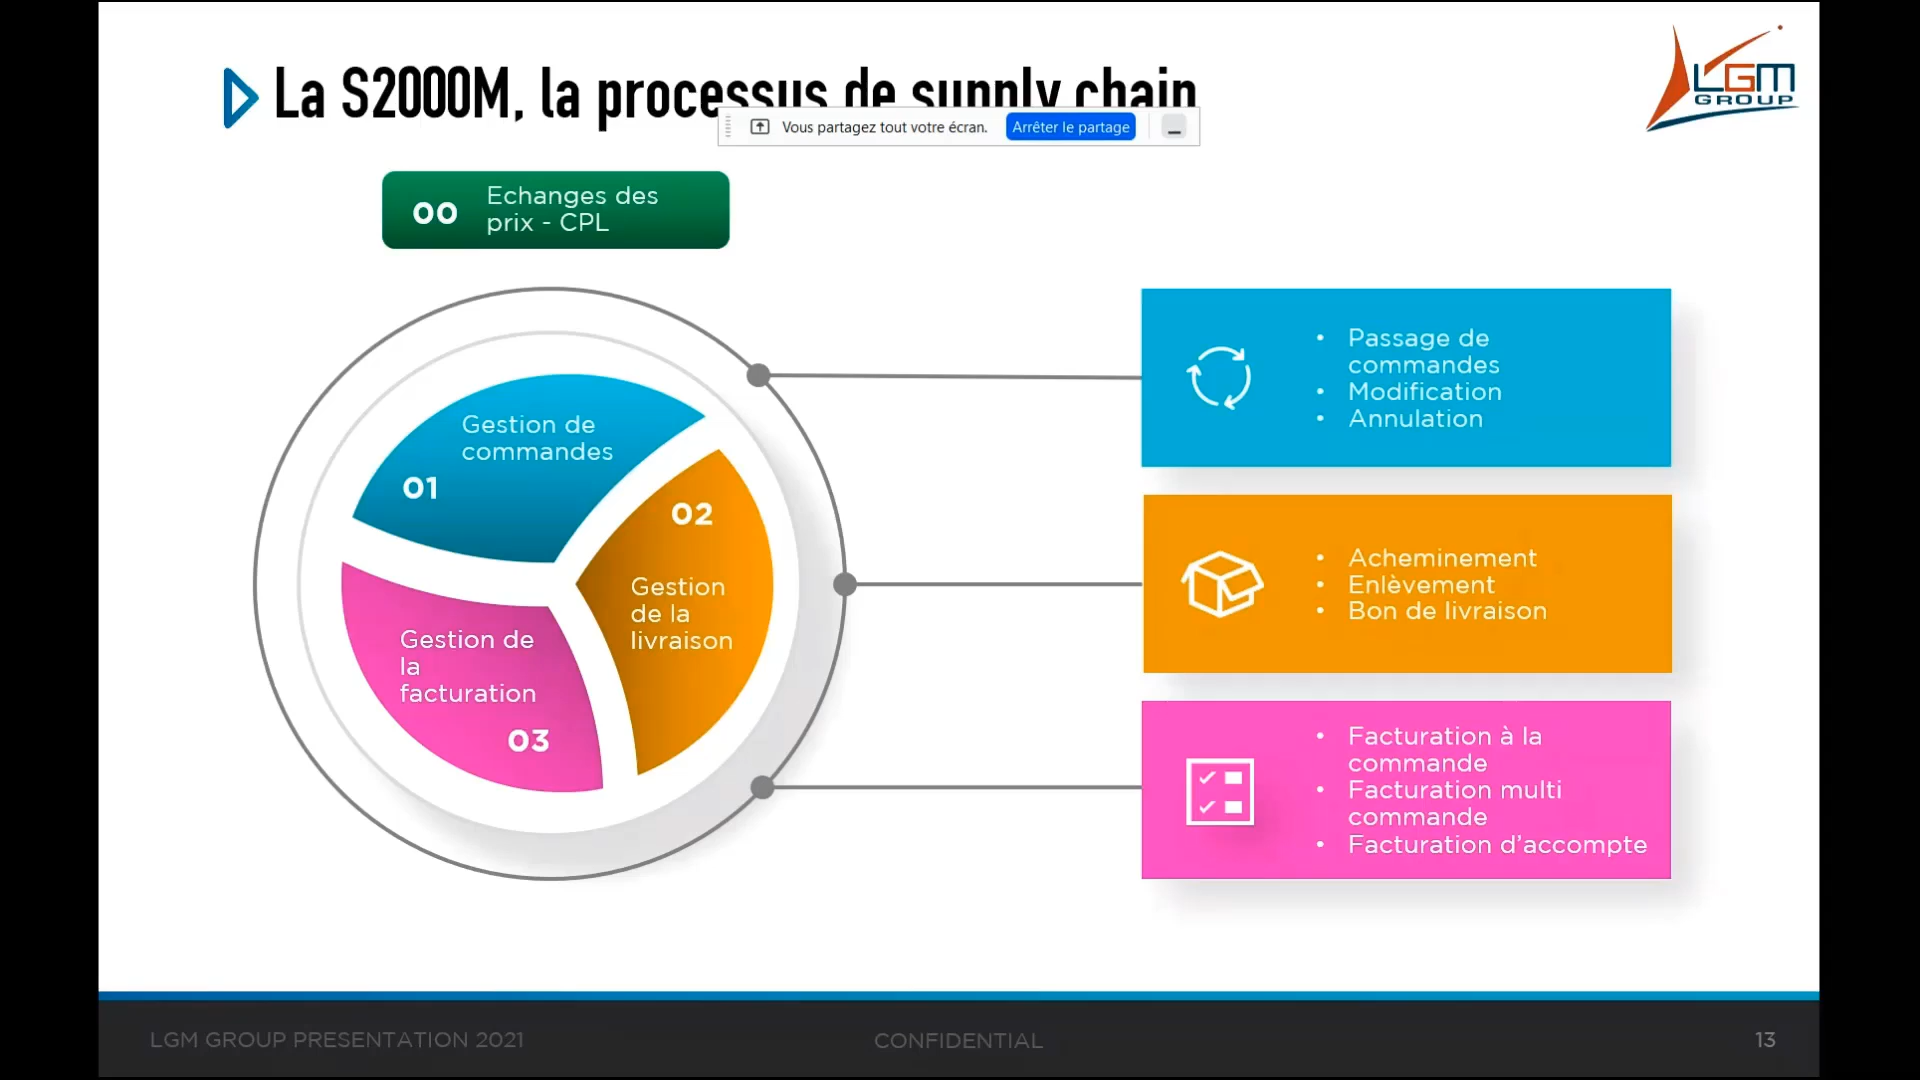 La S2000M, la processus de supply chain
LGM
GROUP
Vous partagez tout votre écran.
Arrêter le partage
00
Echanges des
prix - CPL
Gestion de
commandes
01
02
Gestion
de la
livraison
Gestion de
la
facturation
03
• Passage de
commandes
• Modification
• Annulation
• Acheminement
• Enlèvement
• Bon de livraison
• Facturation à la
commande
• Facturation multi
commande
• Facturation d’accompte
LGM GROUP PRESENTATION 2021
CONFIDENTIAL
13